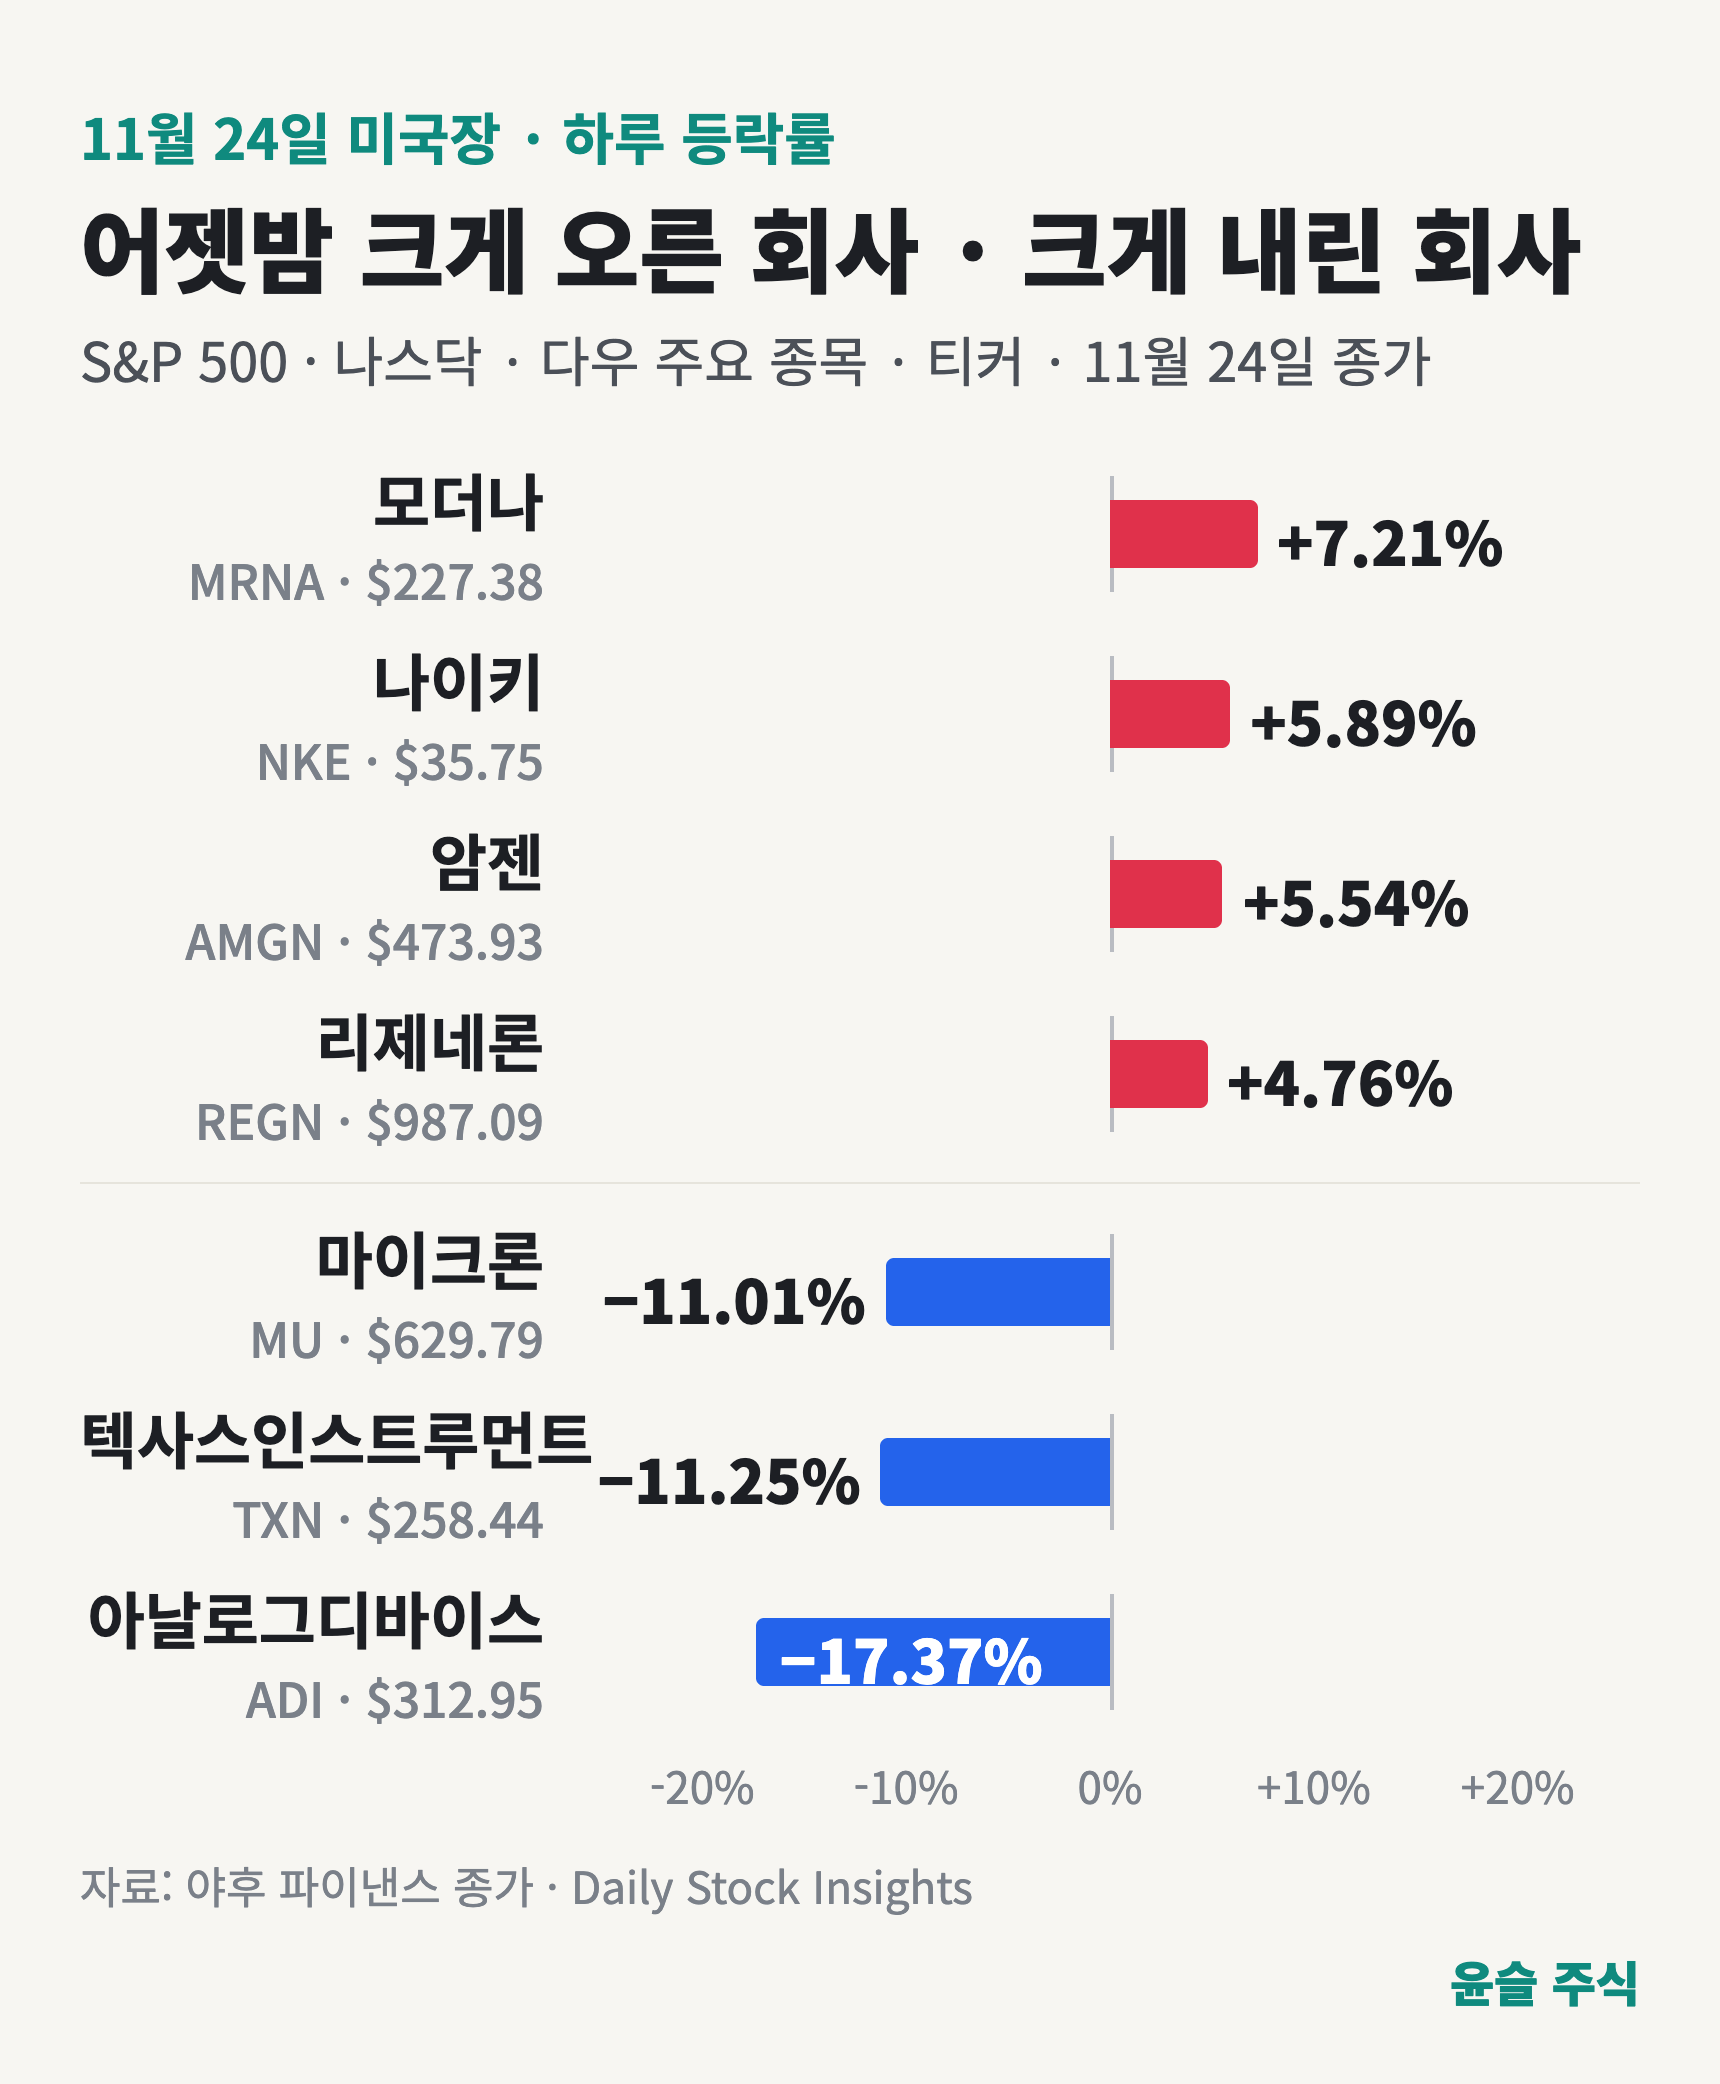 11월 24일 미국장 · 하루 등락률
어젯밤 크게 오른 회사 · 크게 내린 회사
S&P 500 · 나스닥 · 다우 주요 종목 · 티커 · 11월 24일 종가
모더나
MRNA · $227.38
+7.21%
나이키
NKE · $35.75
+5.89%
암젠
AMGN · $473.93
+5.54%
리제네론
REGN · $987.09
+4.76%
마이크론
MU · $629.79
−11.01%
텍사스인스트루먼트
TXN · $258.44
−11.25%
아날로그디바이스
ADI · $312.95
−17.37%
-20% -10% 0% +10% +20%
자료: 야후 파이낸스 종가 · Daily Stock Insights
윤슬 주식